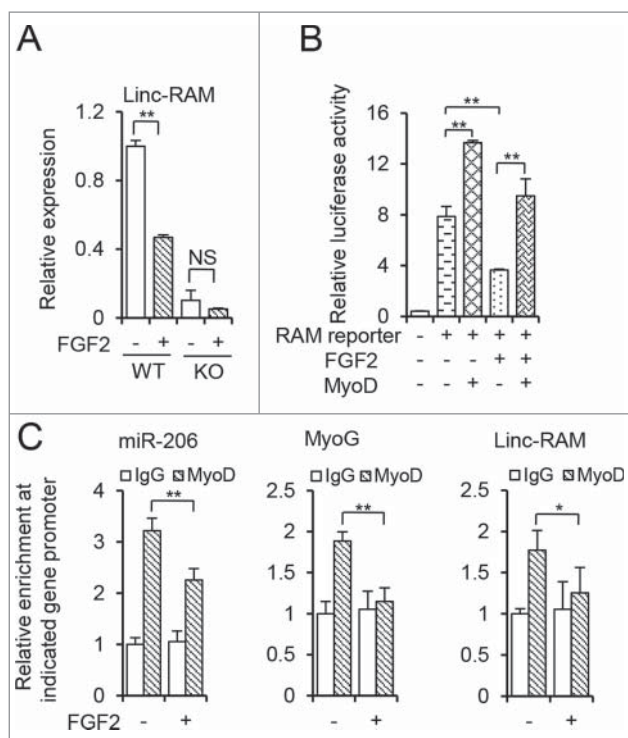 A
Linc-RAM
Relative expression
1.2
0.8
0.4
0
**
NS
FGF2 - + - +
WT KO
B
Relative luciferase activity
16
12
8
4
0
**
**
**
RAM reporter - + + + +
FGF2 - - - + +
MyoD - - + - +
C
Relative enrichment at
indicated gene promoter
miR-206
IgG MyoD
4
3
2
1
0
**
FGF2 - +
MyoG
IgG MyoD
2.5
2
1.5
1
0.5
0
**
- +
Linc-RAM
IgG MyoD
2.5
2
1.5
1
0.5
0
*
- +